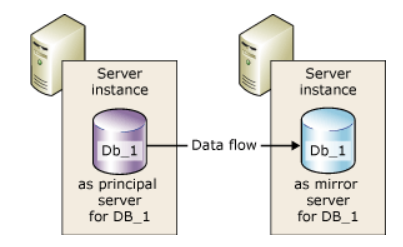 Server
instance
Db_1
as principal
server
for DB_1
Data flow
Server
instance
Db_1
as mirror
server
for DB_1